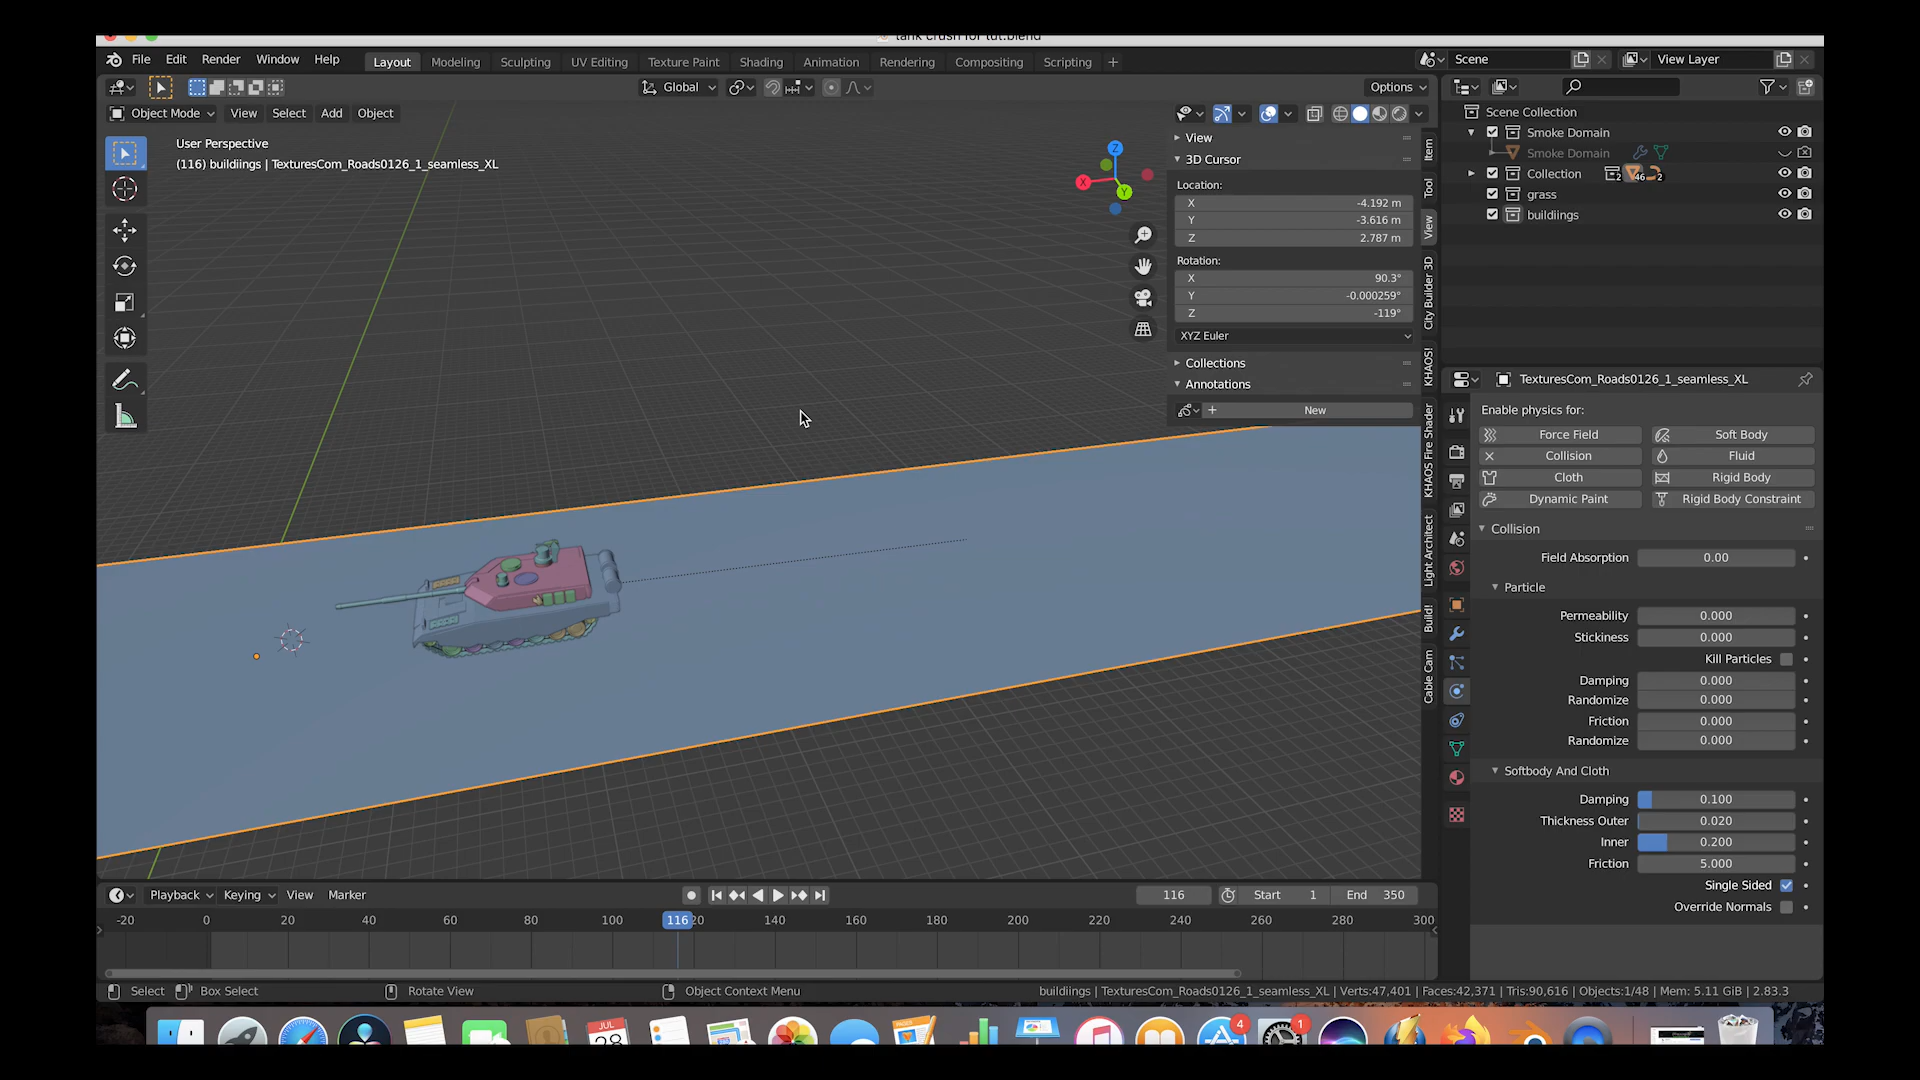 tank crush for tut.blend
File Edit Render Window Help Layout Modeling Sculpting UV Editing Texture Paint Shading Animation Rendering Compositing Scripting +
Scene View Layer
Global Options
Object Mode View Select Add Object
User Perspective
(116) buildiings | TexturesCom_Roads0126_1_seamless_XL
Z
X
Y
View
3D Cursor
Location:
X -4.192 m
Y -3.616 m
Z 2.787 m
Rotation:
X 90.3°
Y -0.000259°
Z -119°
XYZ Euler
Collections
Annotations
+ New
Item
Tool
View
City Builder 3D
KHAOS!
KHAOS Fire Shader
Light Architect
Build!
Cable Cam
Scene Collection
Smoke Domain
Smoke Domain
Collection 2 46 2
grass
buildiings
TexturesCom_Roads0126_1_seamless_XL
Enable physics for:
Force Field Soft Body
Collision Fluid
Cloth Rigid Body
Dynamic Paint Rigid Body Constraint
Collision
Field Absorption 0.00
Particle
Permeability 0.000
Stickiness 0.000
Kill Particles
Damping 0.000
Randomize 0.000
Friction 0.000
Randomize 0.000
Softbody And Cloth
Damping 0.100
Thickness Outer 0.020
Inner 0.200
Friction 5.000
Single Sided
Override Normals
Playback Keying View Marker 116 Start 1 End 350
-20 0 20 40 60 80 100 116 120 140 160 180 200 220 240 260 280 300
Select Box Select Rotate View Object Context Menu buildiings | TexturesCom_Roads0126_1_seamless_XL | Verts:47,401 | Faces:42,371 | Tris:90,616 | Objects:1/48 | Mem: 5.11 GiB | 2.83.3
JUL
28
4
1